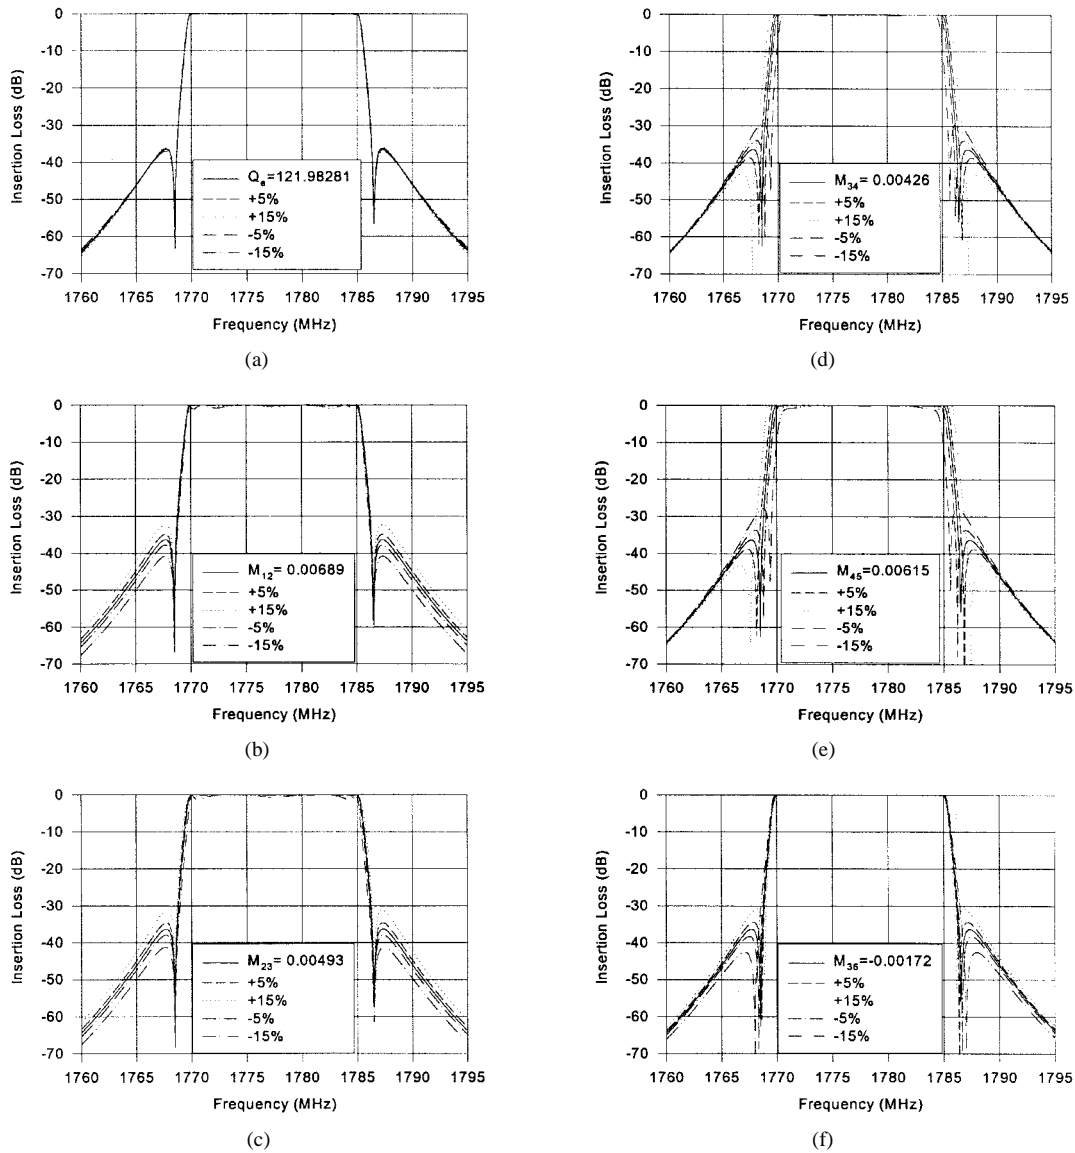 0
-10
-20
-30
-40
-50
-60
-70
Insertion Loss (dB)
Qe=121.98281
+5%
+15%
-5%
-15%
1760 1765 1770 1775 1780 1785 1790 1795
Frequency (MHz)
(a)
0
-10
-20
-30
-40
-50
-60
-70
Insertion Loss (dB)
M34= 0.00426
+5%
+15%
-5%
-15%
1760 1765 1770 1775 1780 1785 1790 1795
Frequency (MHz)
(d)
0
-10
-20
-30
-40
-50
-60
-70
Insertion Loss (dB)
M12= 0.00689
+5%
+15%
-5%
-15%
1760 1765 1770 1775 1780 1785 1790 1795
Frequency (MHz)
(b)
0
-10
-20
-30
-40
-50
-60
-70
Insertion Loss (dB)
M45=0.00615
+5%
+15%
-5%
-15%
1760 1765 1770 1775 1780 1785 1790 1795
Frequency (MHz)
(e)
0
-10
-20
-30
-40
-50
-60
-70
Insertion Loss (dB)
M23= 0.00493
+5%
+15%
-5%
-15%
1760 1765 1770 1775 1780 1785 1790 1795
Frequency (MHz)
(c)
0
-10
-20
-30
-40
-50
-60
-70
Insertion Loss (dB)
M36=-0.00172
+5%
+15%
-5%
-15%
1760 1765 1770 1775 1780 1785 1790 1795
Frequency (MHz)
(f)